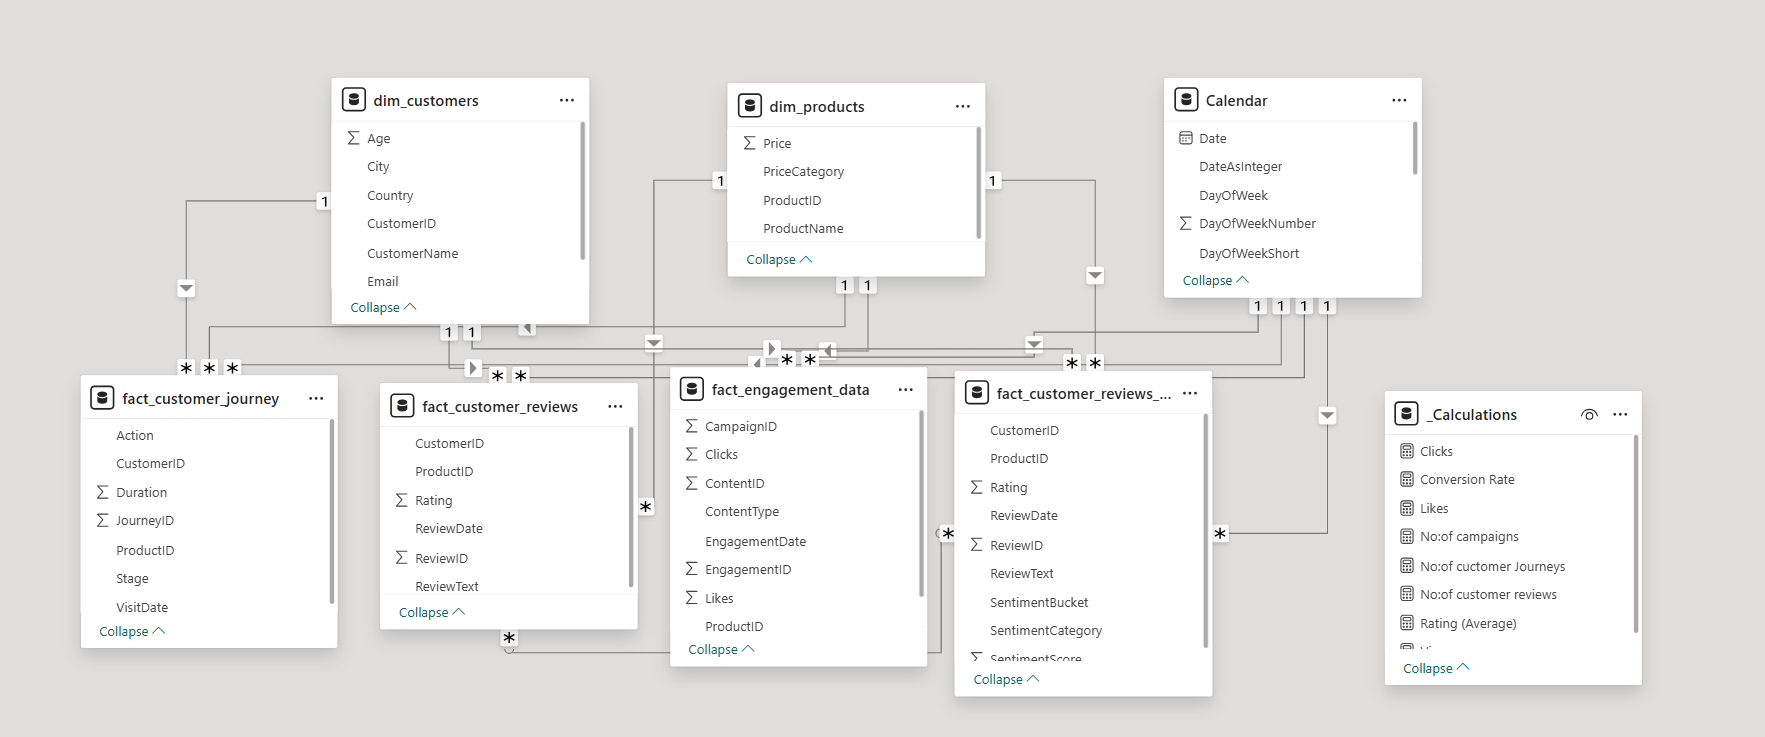 dim_customers
Age
City
Country
CustomerID
CustomerName
Email
Collapse
dim_products
Price
PriceCategory
ProductID
ProductName
Collapse
Calendar
Date
DateAsInteger
DayOfWeek
DayOfWeekNumber
DayOfWeekShort
Collapse
1
1
1
1 1
1 1
1 1 1 1
* * *
* *
* *
* *
*
*
*
*
fact_customer_journey
Action
CustomerID
Duration
JourneyID
ProductID
Stage
VisitDate
Collapse
fact_customer_reviews
CustomerID
ProductID
Rating
ReviewDate
ReviewID
ReviewText
Collapse
fact_engagement_data
CampaignID
Clicks
ContentID
ContentType
EngagementDate
EngagementID
Likes
ProductID
Collapse
fact_customer_reviews_...
CustomerID
ProductID
Rating
ReviewDate
ReviewID
ReviewText
SentimentBucket
SentimentCategory
SentimentScore
Collapse
_Calculations
Clicks
Conversion Rate
Likes
No:of campaigns
No:of cuctomer Journeys
No:of customer reviews
Rating (Average)
Collapse